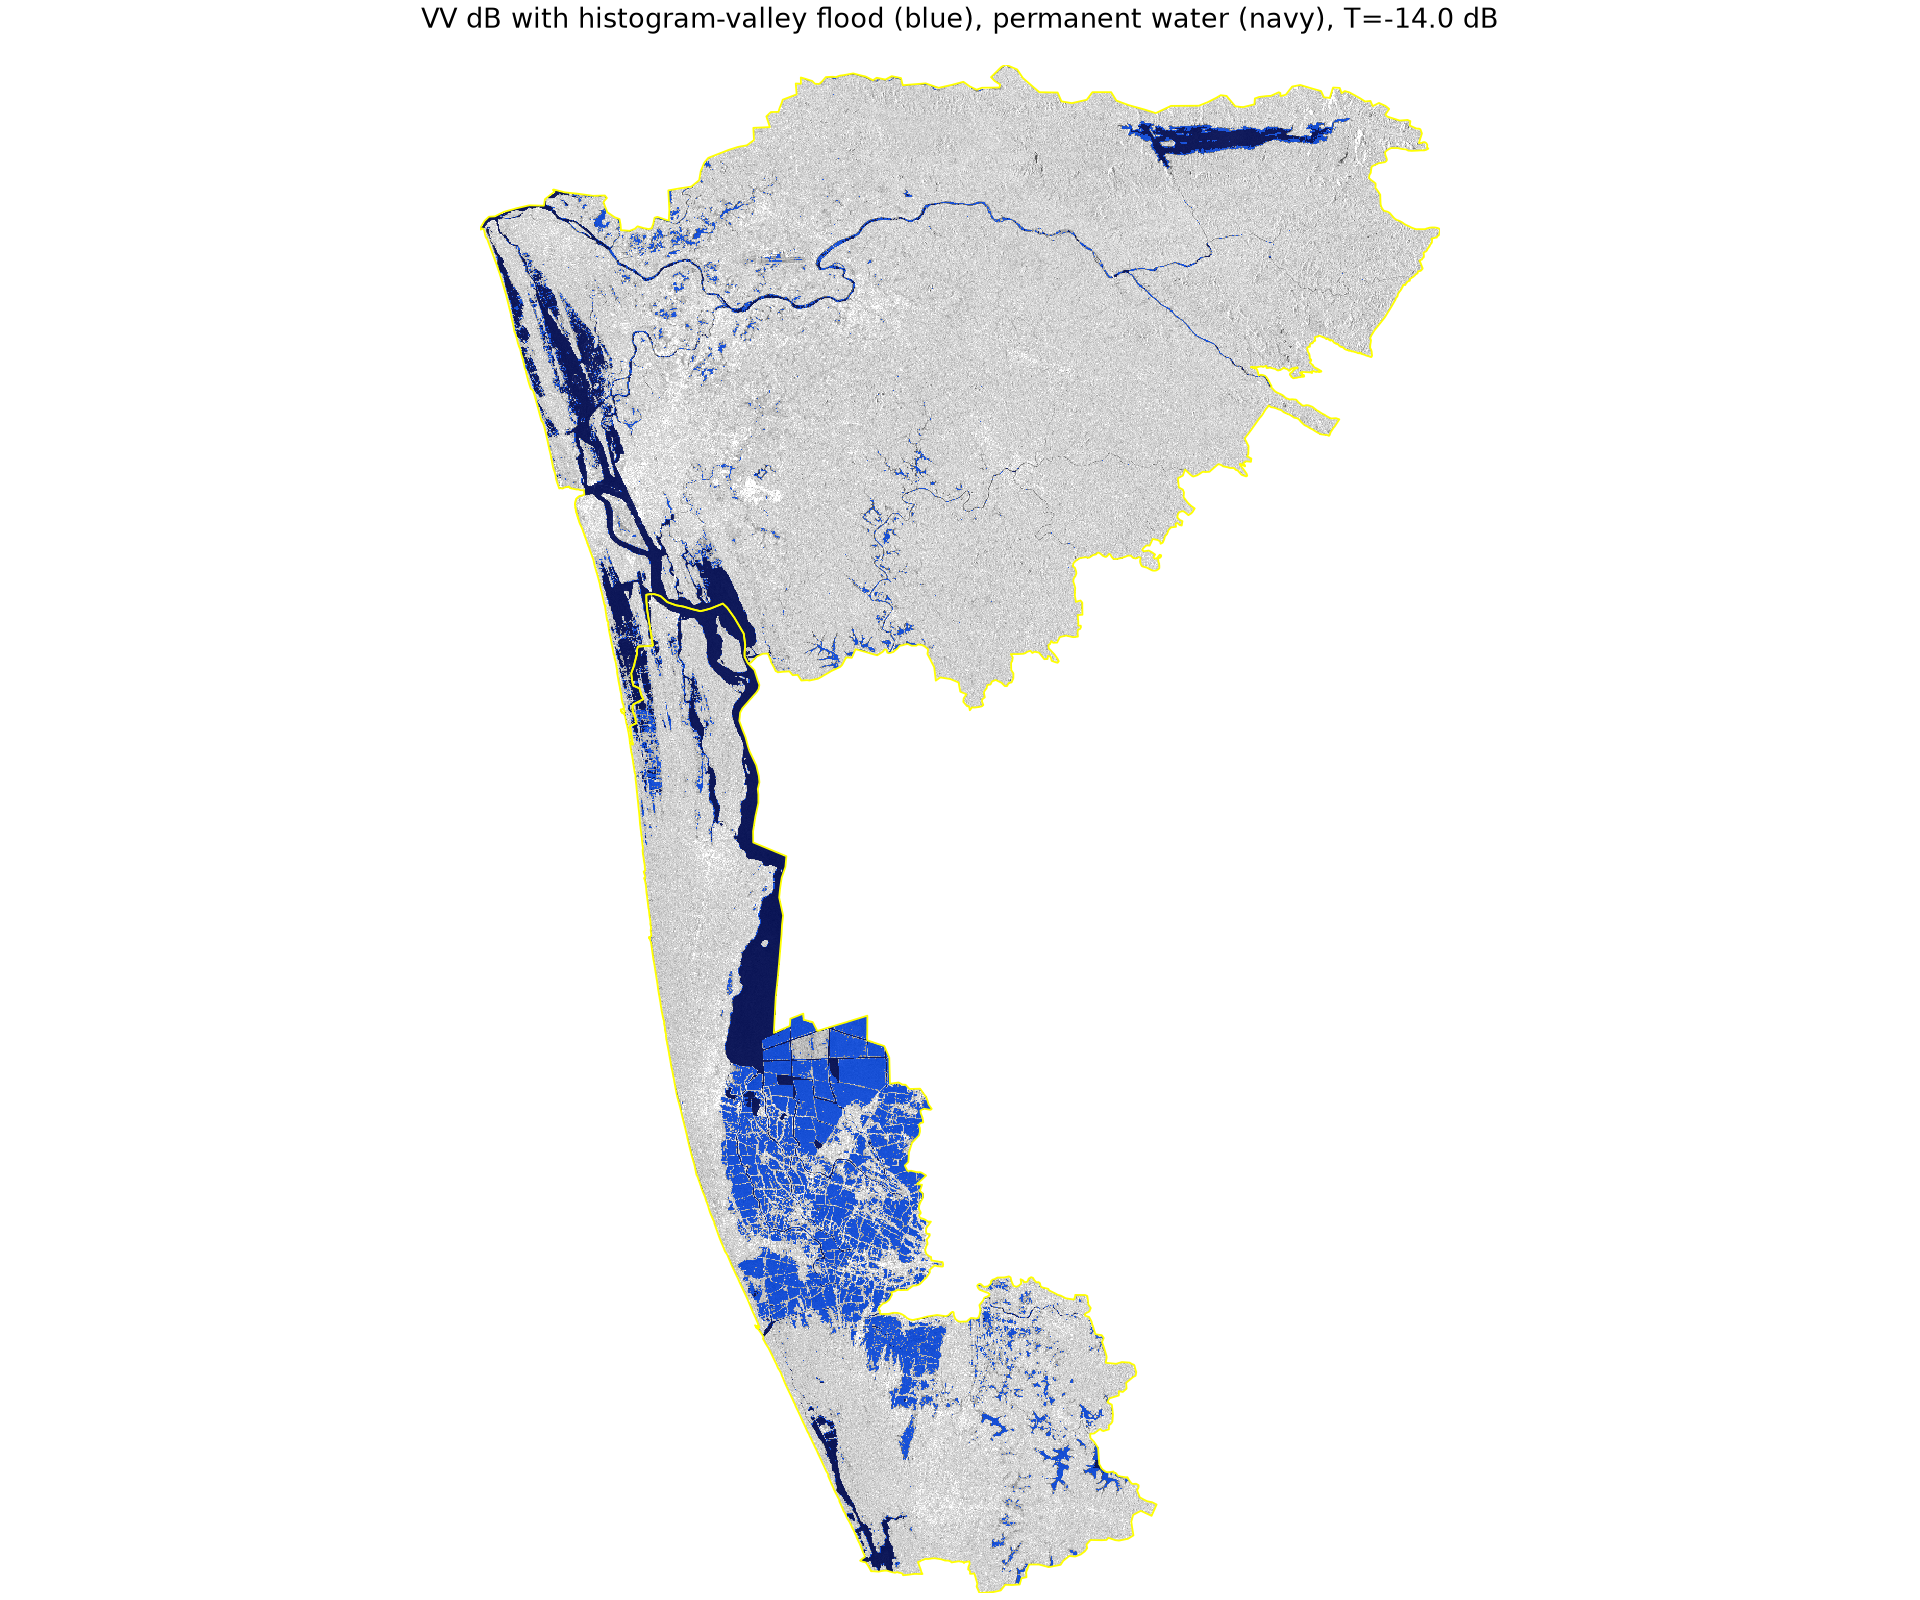 VV dB with histogram-valley flood (blue), permanent water (navy), T=-14.0 dB